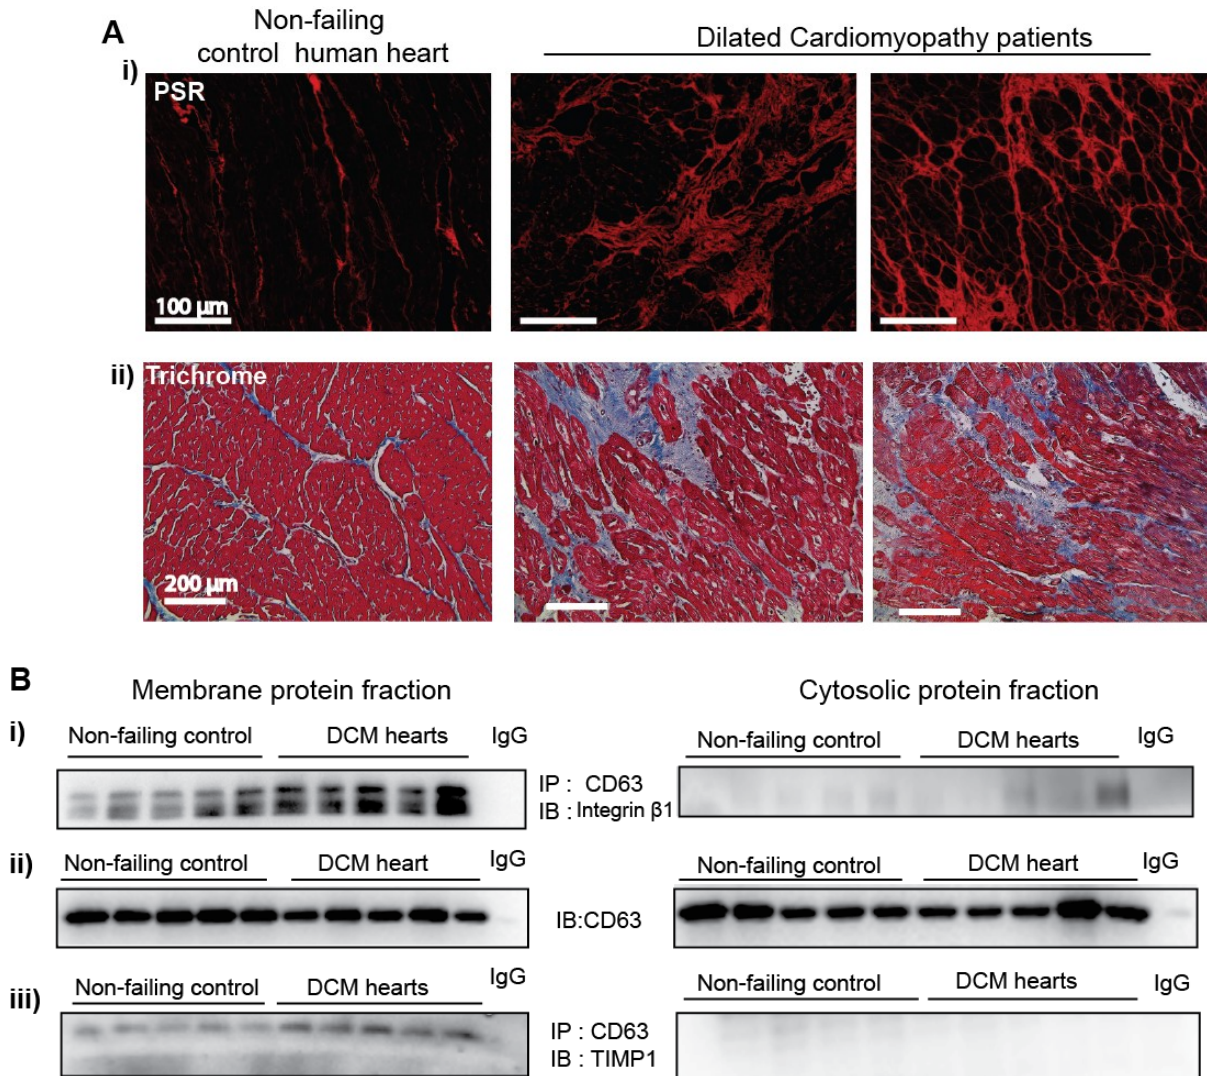 A
Non-failing
control human heart
Dilated Cardiomyopathy patients
i)
PSR
100 µm
ii)
Trichrome
200 µm
B
Membrane protein fraction
Cytosolic protein fraction
i)
Non-failing control
DCM hearts
IgG
Non-failing control
DCM hearts
IgG
IP : CD63
IB : Integrin β1
ii)
Non-failing control
DCM heart
IgG
Non-failing control
DCM heart
IgG
IB:CD63
iii)
Non-failing control
DCM hearts
IgG
Non-failing control
DCM hearts
IgG
IP : CD63
IB : TIMP1